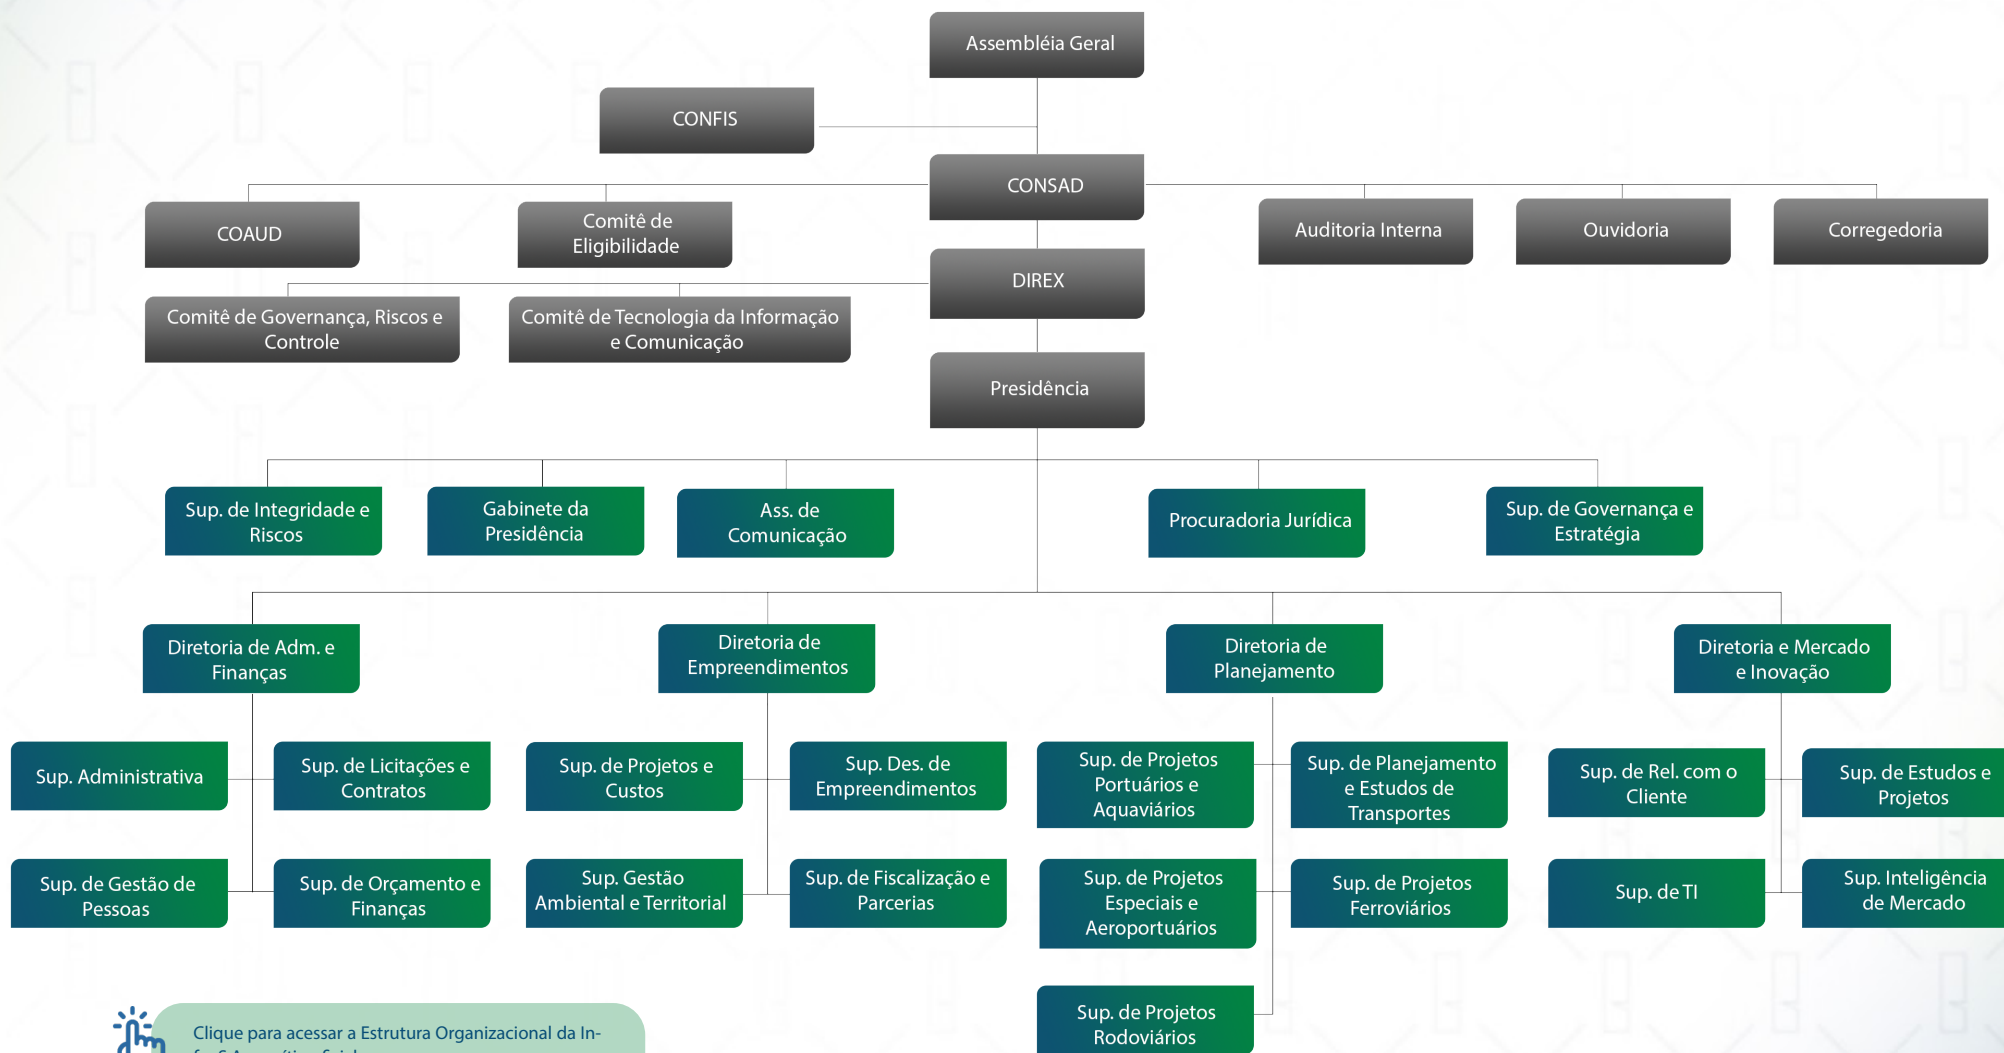 Assembléia Geral
CONFIS
CONSAD
COAUD
Comitê de
Eligibilidade
Auditoria Interna
Ouvidoria
Corregedoria
DIREX
Comitê de Governança, Riscos e
Controle
Comitê de Tecnologia da Informação
e Comunicação
Presidência
Sup. de Integridade e
Riscos
Gabinete da
Presidência
Ass. de
Comunicação
Procuradoria Jurídica
Sup. de Governança e
Estratégia
Diretoria de Adm. e
Finanças
Diretoria de
Empreendimentos
Diretoria de
Planejamento
Diretoria e Mercado
e Inovação
Sup. Administrativa
Sup. de Licitações e
Contratos
Sup. de Projetos e
Custos
Sup. Des. de
Empreendimentos
Sup. de Projetos
Portuários e
Aquaviários
Sup. de Planejamento
e Estudos de
Transportes
Sup. de Rel. com o
Cliente
Sup. de Estudos e
Projetos
Sup. de Gestão de
Pessoas
Sup. de Orçamento e
Finanças
Sup. Gestão
Ambiental e Territorial
Sup. de Fiscalização e
Parcerias
Sup. de Projetos
Especiais e
Aeroportuários
Sup. de Projetos
Ferroviários
Sup. de TI
Sup. Inteligência
de Mercado
Sup. de Projetos
Rodoviários
Clique para acessar a Estrutura Organizacional da In-